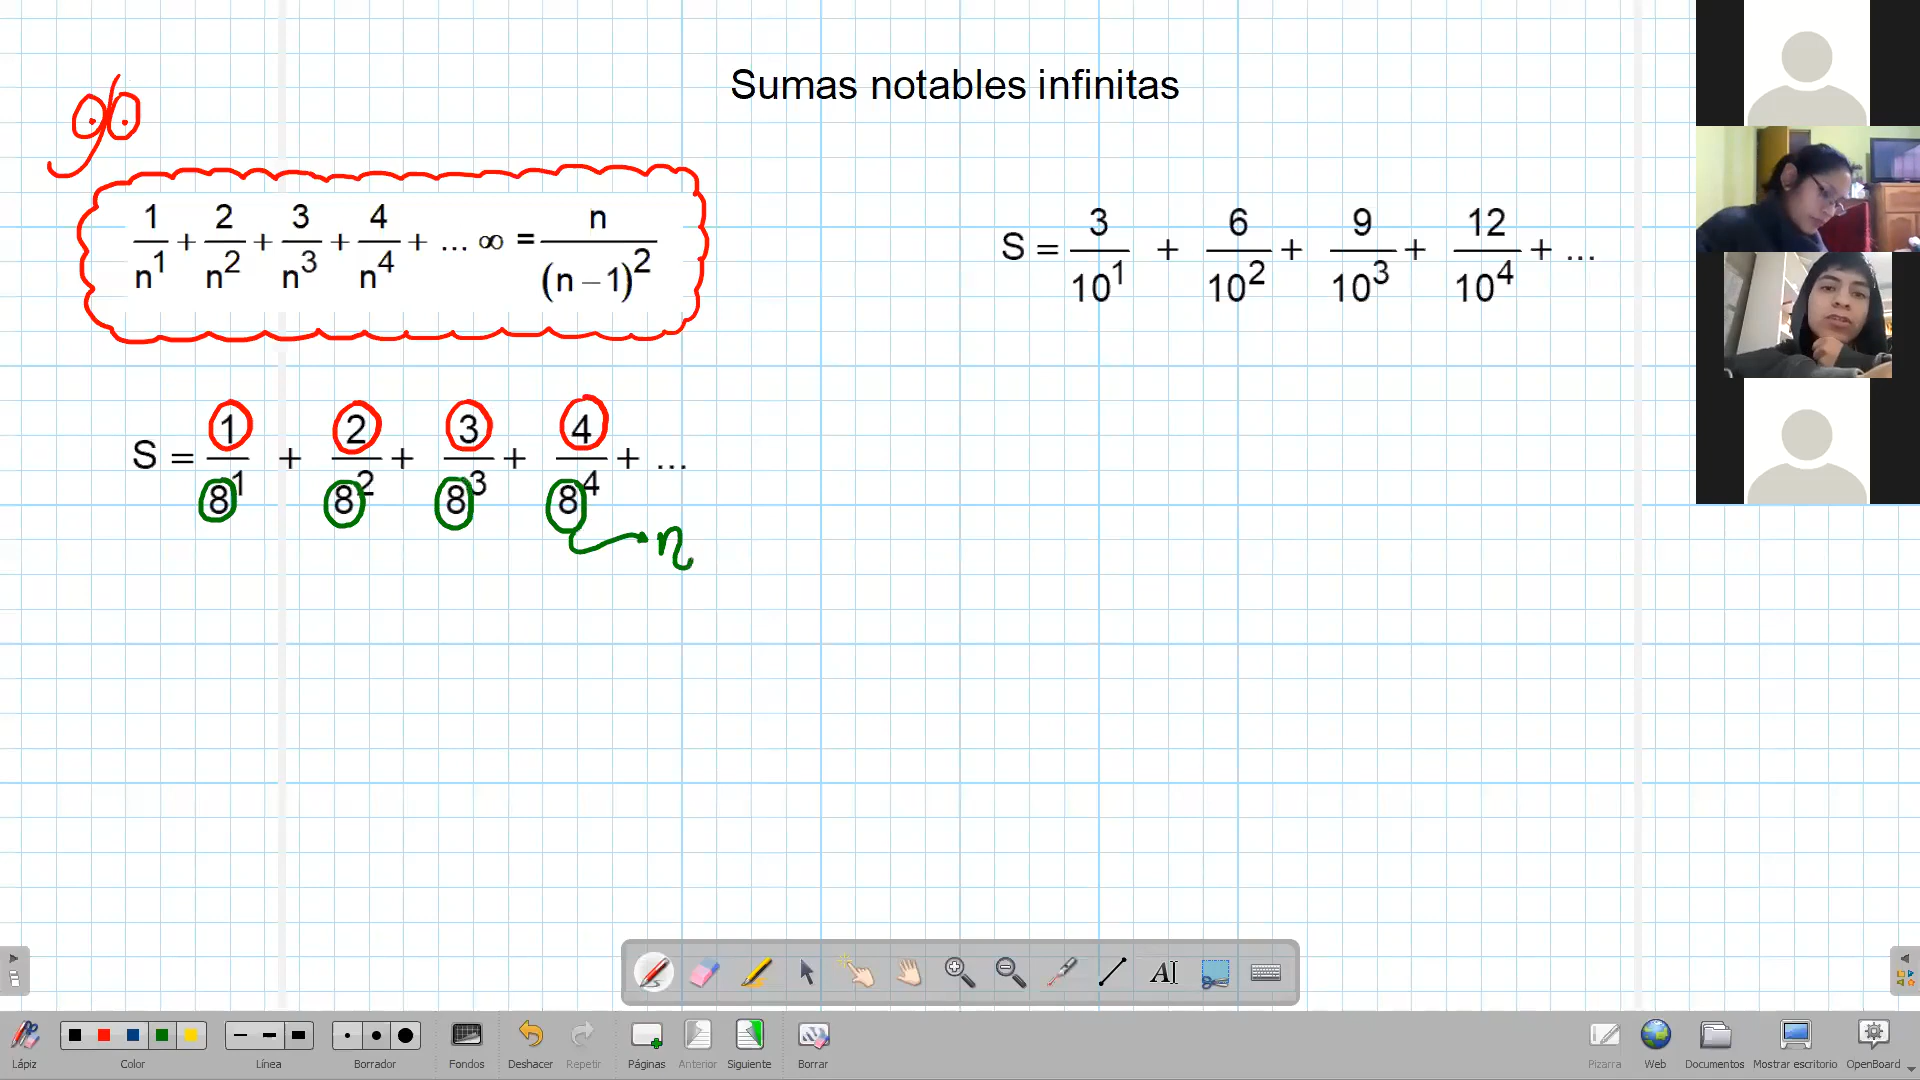 Sumas notables infinitas
1/n^1 + 2/n^2 + 3/n^3 + 4/n^4 + ... ∞ = n/(n – 1)^2
S = 3/10^1 + 6/10^2 + 9/10^3 + 12/10^4 + ...
S = 1/8^1 + 2/8^2 + 3/8^3 + 4/8^4 + ...
n
Lápiz
Color
Línea
Borrador
Fondos
Deshacer
Repetir
Páginas
Anterior
Siguiente
Borrar
Pizarra
Web
Documentos
Mostrar escritorio
OpenBoard